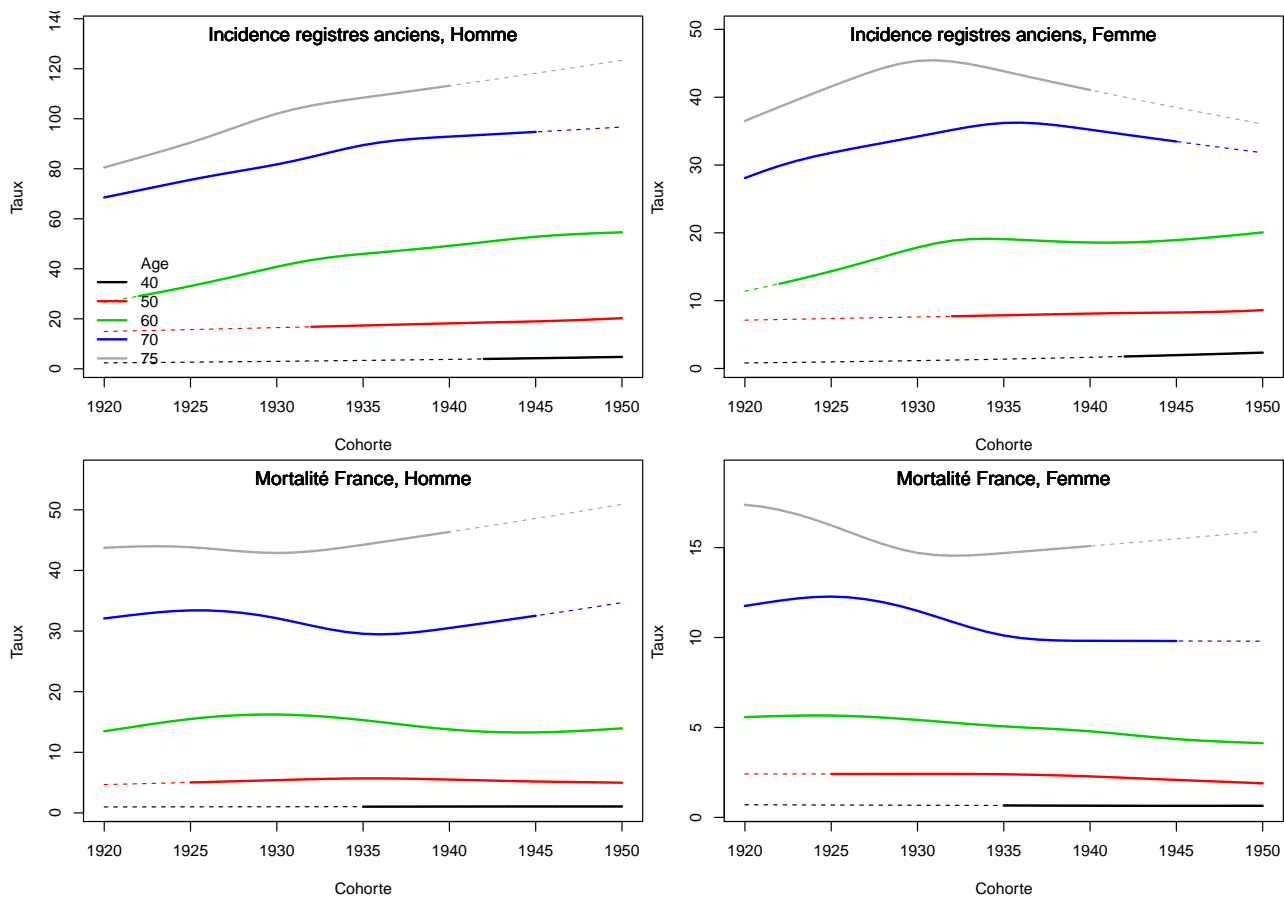 Incidence registres anciens, Homme
Taux
0 20 40 60 80 100 120 140
Age
40
50
60
70
75
1920 1925 1930 1935 1940 1945 1950
Cohorte
Incidence registres anciens, Femme
Taux
0 10 20 30 40 50
1920 1925 1930 1935 1940 1945 1950
Cohorte
Mortalité France, Homme
Taux
0 10 20 30 40 50
1920 1925 1930 1935 1940 1945 1950
Cohorte
Mortalité France, Femme
Taux
0 5 10 15
1920 1925 1930 1935 1940 1945 1950
Cohorte